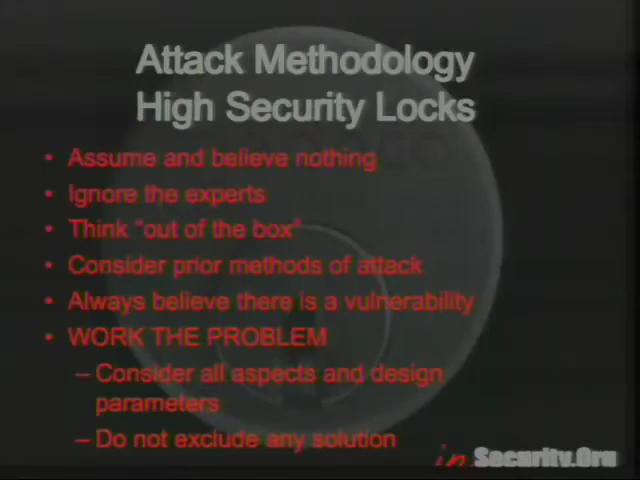 Attack Methodology
High Security Locks
• Assume and believe nothing
• Ignore the experts
• Think "out of the box"
• Consider prior methods of attack
• Always believe there is a vulnerability
• WORK THE PROBLEM
– Consider all aspects and design
parameters
– Do not exclude any solution
in Security.Org